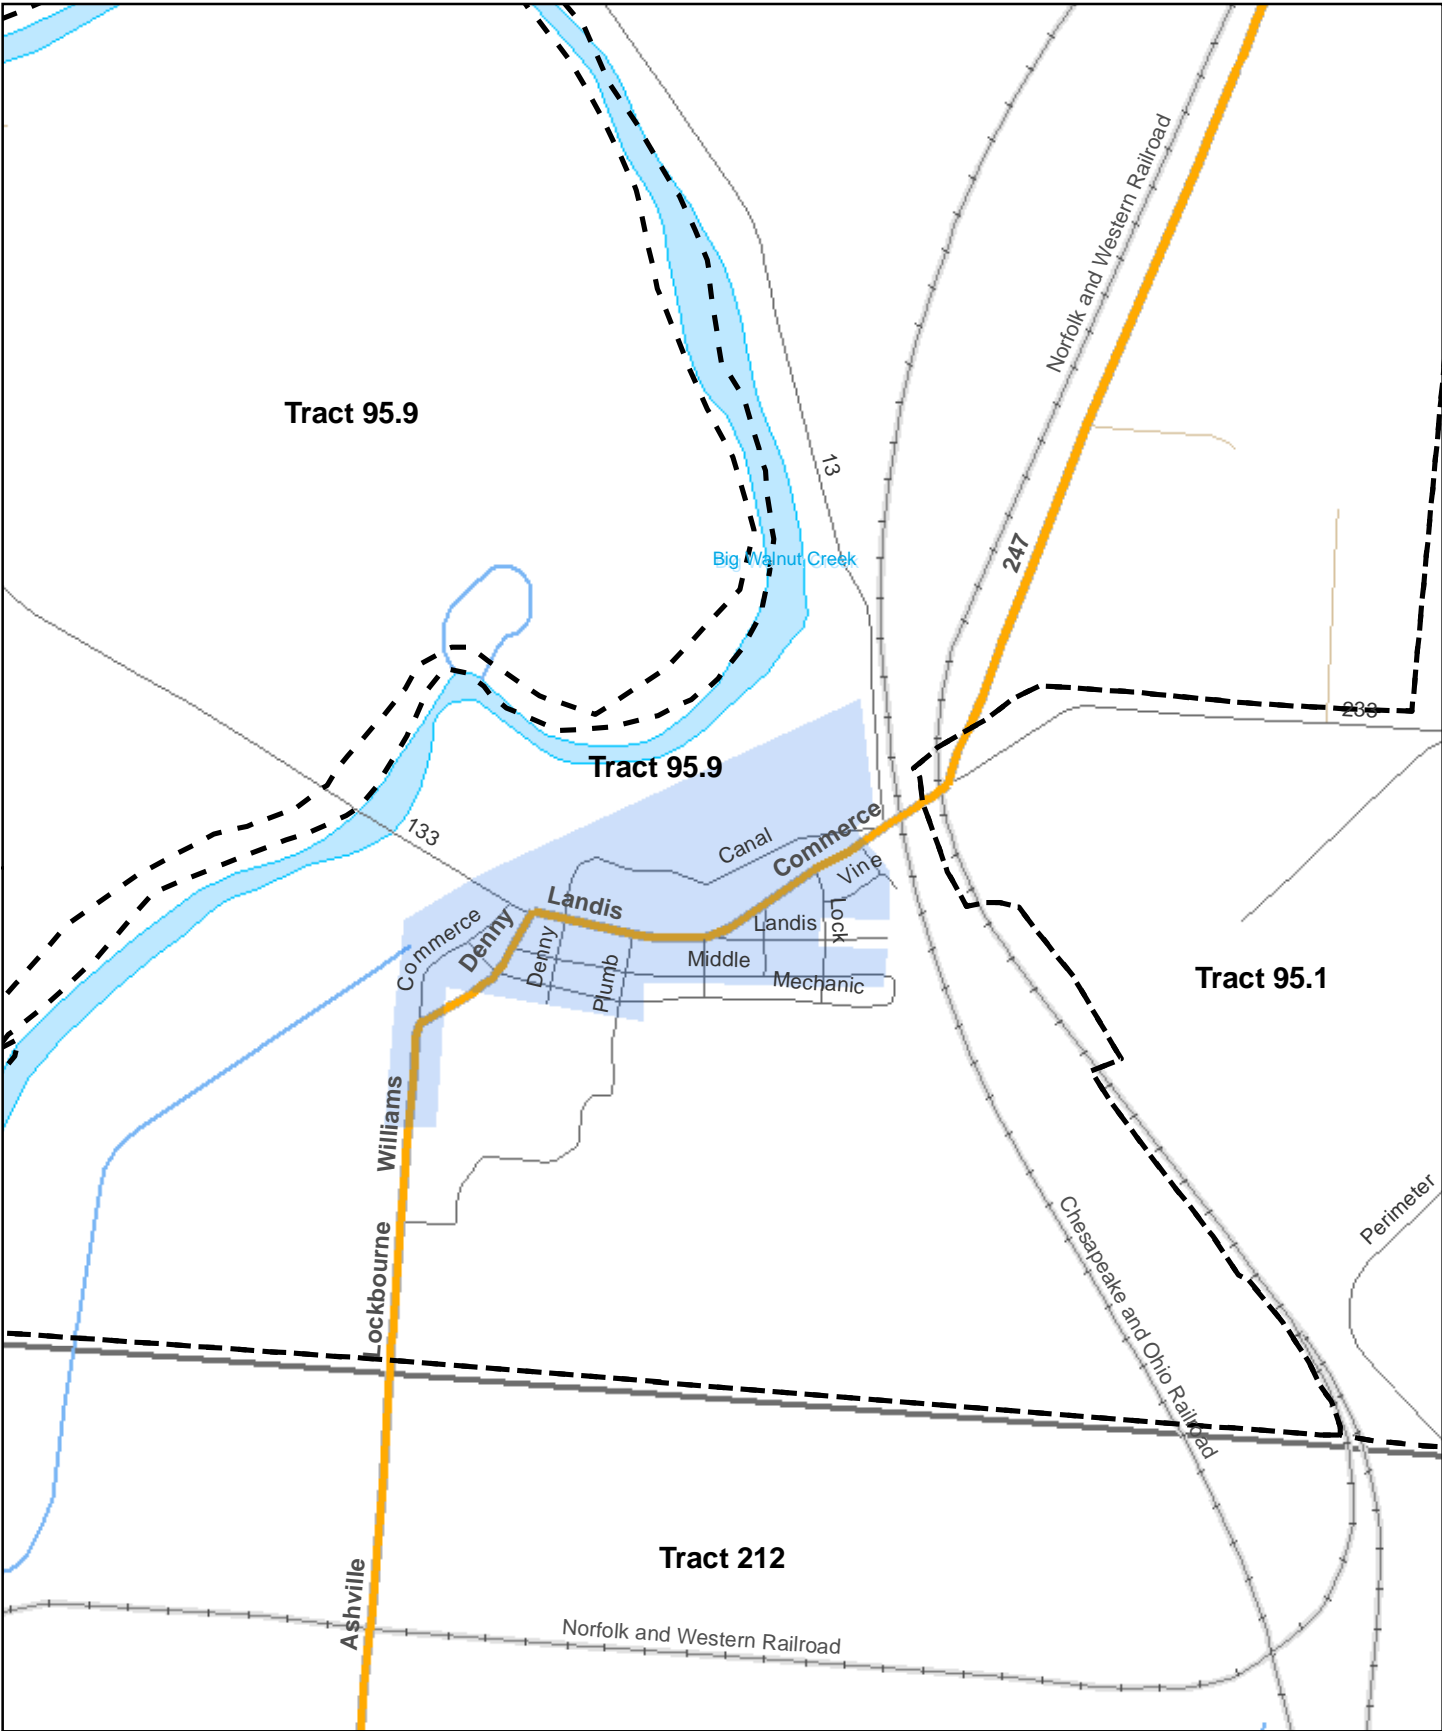 Norfolk and Western Railroad
Tract 95.9
13
247
Big Walnut Creek
233
Tract 95.9
133
Canal
Commerce
Vine
Landis
Commerce
Denny
Denny
Landis
Lock
Middle
Plumb
Mechanic
Tract 95.1
Williams
Perimeter
Lockbourne
Chesapeake and Ohio Railroad
Tract 212
Ashville
Norfolk and Western Railroad